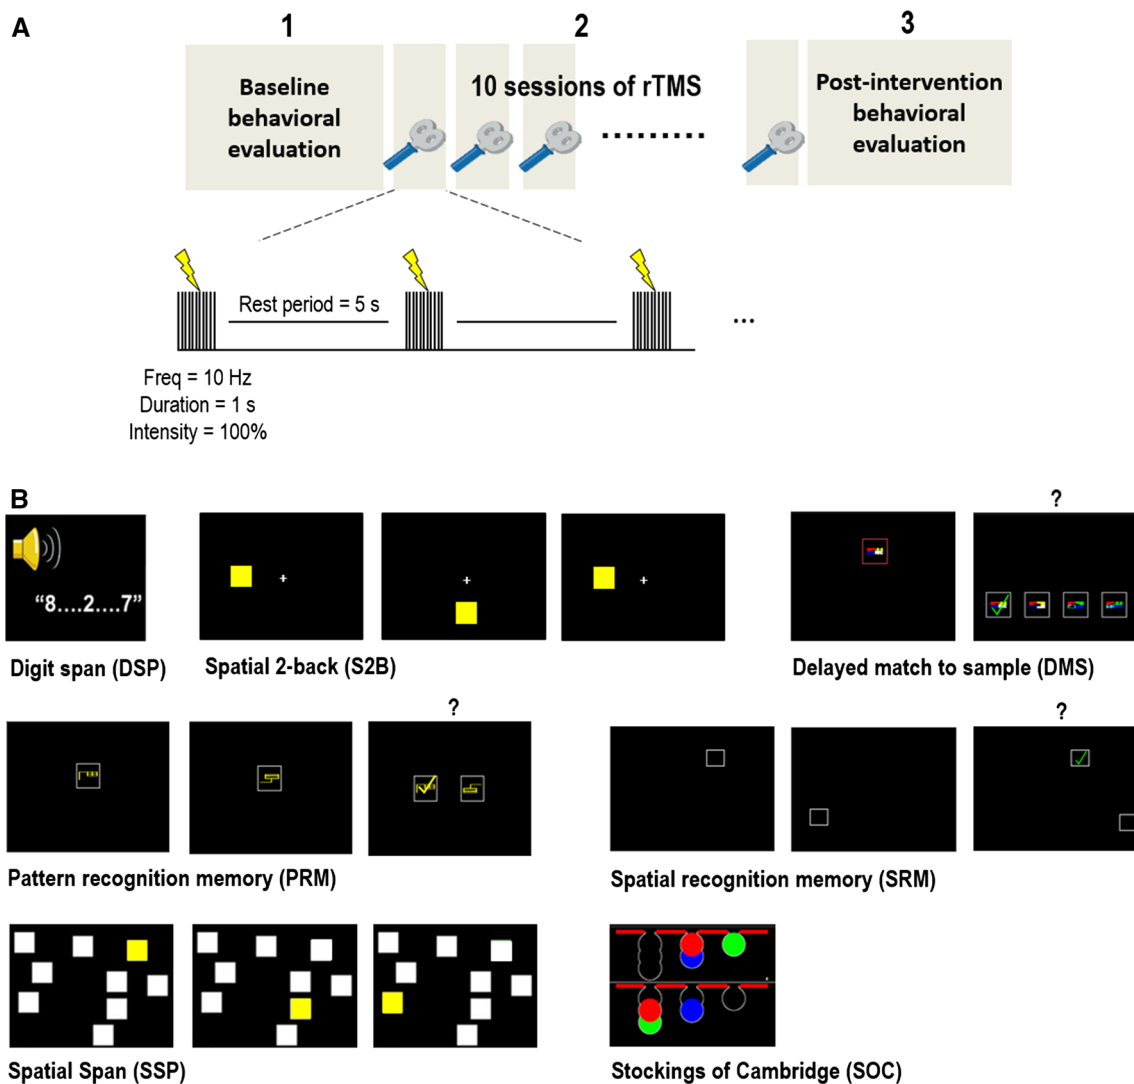 A
1
2
3
Baseline
behavioral
evaluation
10 sessions of rTMS
.........
Post-intervention
behavioral
evaluation
Rest period = 5 s
...
Freq = 10 Hz
Duration = 1 s
Intensity = 100%
B
?
“8....2....7”
Digit span (DSP)
Spatial 2-back (S2B)
Delayed match to sample (DMS)
?
?
Pattern recognition memory (PRM)
Spatial recognition memory (SRM)
Spatial Span (SSP)
Stockings of Cambridge (SOC)